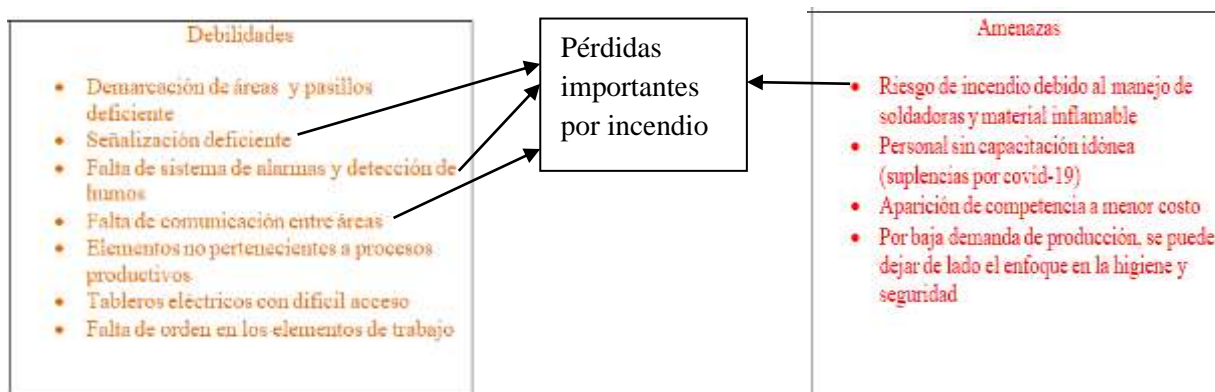 Debilidades
• Demarcación de áreas y pasillos
deficiente
• Señalización deficiente
• Falta de sistema de alarmas y detección de
humos
• Falta de comunicación entre áreas
• Elementos no pertenecientes a procesos
productivos
• Tableros eléctricos con difícil acceso
• Falta de orden en los elementos de trabajo
Pérdidas
importantes
por incendio
Amenazas
• Riesgo de incendio debido al manejo de
soldadoras y material inflamable
• Personal sin capacitación idónea
(suplencias por covid-19)
• Aparición de competencia a menor costo
• Por baja demanda de producción, se puede
dejar de lado el enfoque en la higiene y
seguridad